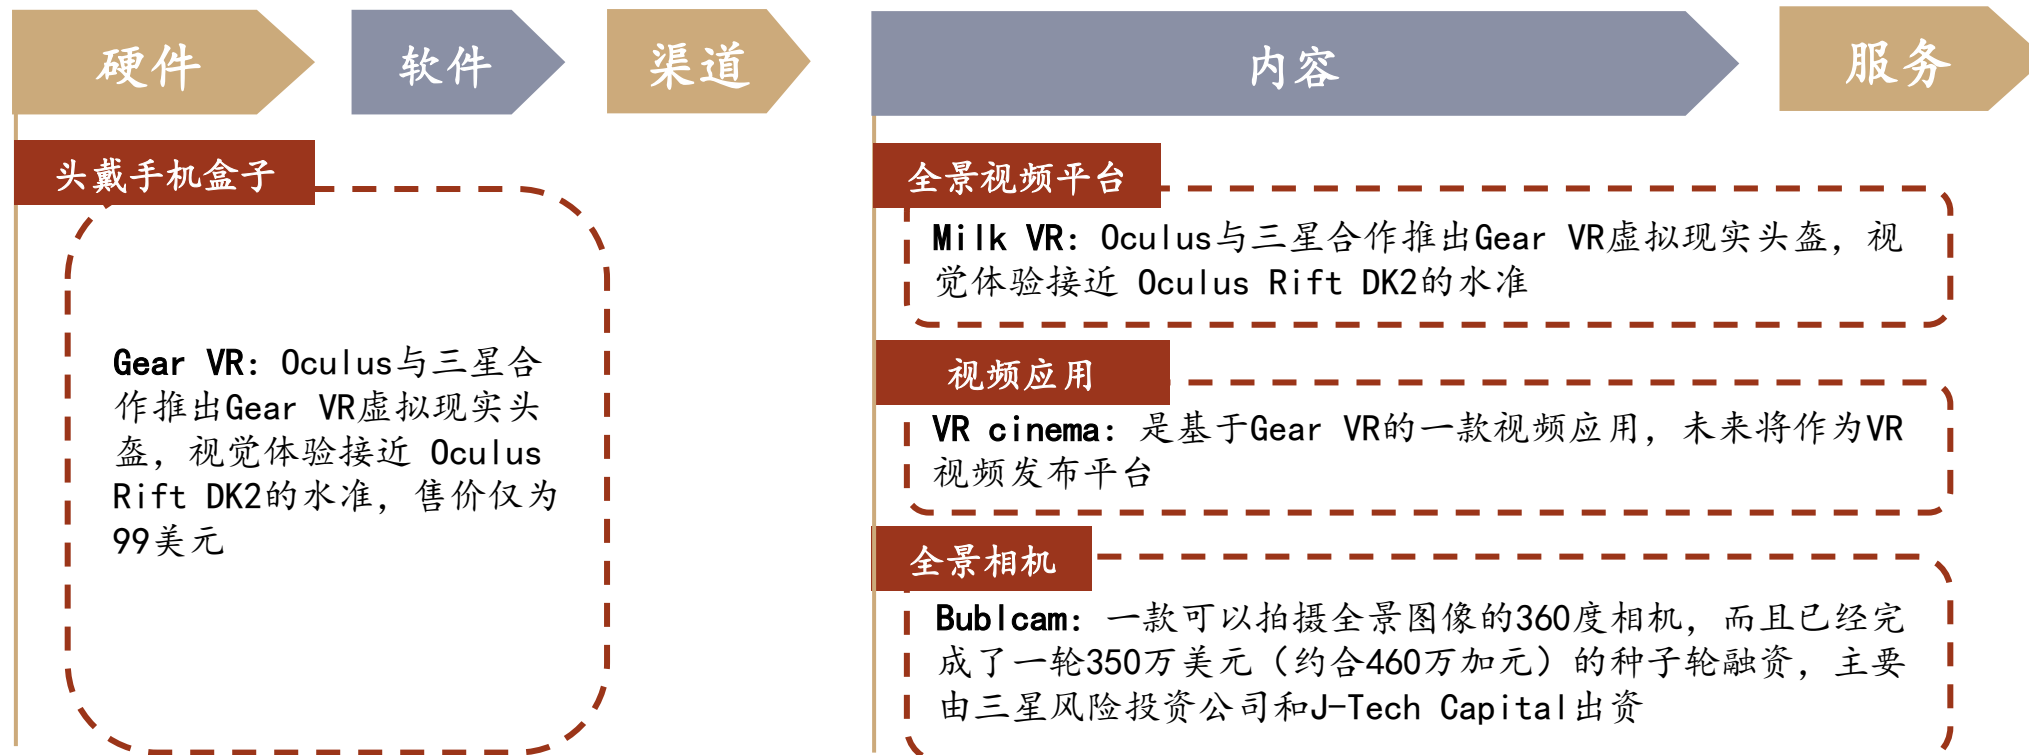 硬件
软件
渠道
内容
服务
头戴手机盒子
Gear VR：Oculus与三星合
作推出Gear VR虚拟现实头
盔，视觉体验接近 Oculus
Rift DK2的水准，售价仅为
99美元
全景视频平台
Milk VR：Oculus与三星合作推出Gear VR虚拟现实头盔，视
觉体验接近 Oculus Rift DK2的水准
视频应用
VR cinema：是基于Gear VR的一款视频应用，未来将作为VR
视频发布平台
全景相机
Bublcam：一款可以拍摄全景图像的360度相机，而且已经完
成了一轮350万美元（约合460万加元）的种子轮融资，主要
由三星风险投资公司和J-Tech Capital出资